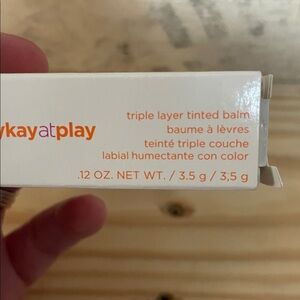 ykayatplay
triple layer tinted balm
baume à lèvres
teinté triple couche
labial humectante con color
.12 OZ. NET WT. / 3.5 g / 3,5 g